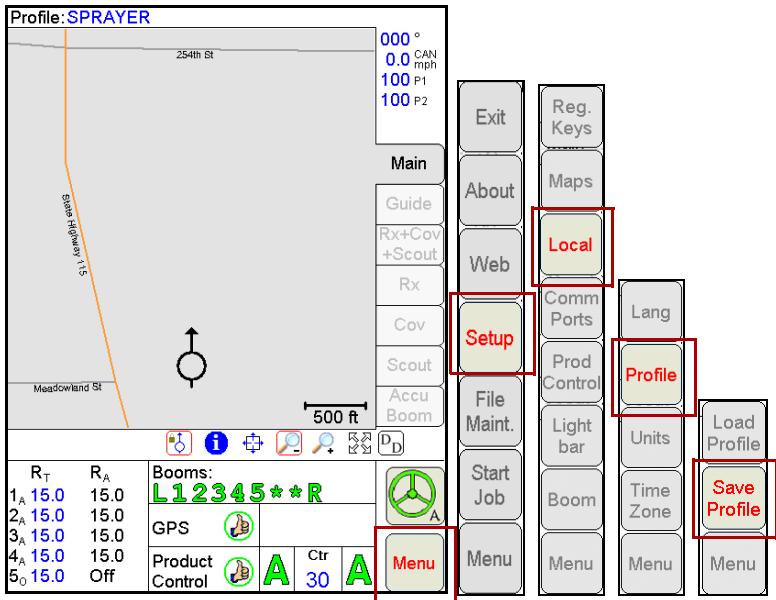 Profile: SPRAYER
254th St
State Highway 115
Meadowland St
500 ft
000 °
0.0 CAN mph
100 P1
100 P2
Main
Guide
Rx+Cov
+Scout
Rx
Cov
Scout
Accu
Boom
DD
RT RA
1A 15.0 15.0
2A 15.0 15.0
3A 15.0 15.0
4A 15.0 15.0
5O 15.0 Off
Booms:
L12345**R
GPS
Product
Control
A
Ctr
30
A
A
Menu
Exit
About
Web
Setup
File
Maint.
Start
Job
Menu
Reg.
Keys
Maps
Local
Comm
Ports
Prod
Control
Light
bar
Boom
Menu
Lang
Profile
Units
Time
Zone
Menu
Load
Profile
Save
Profile
Menu